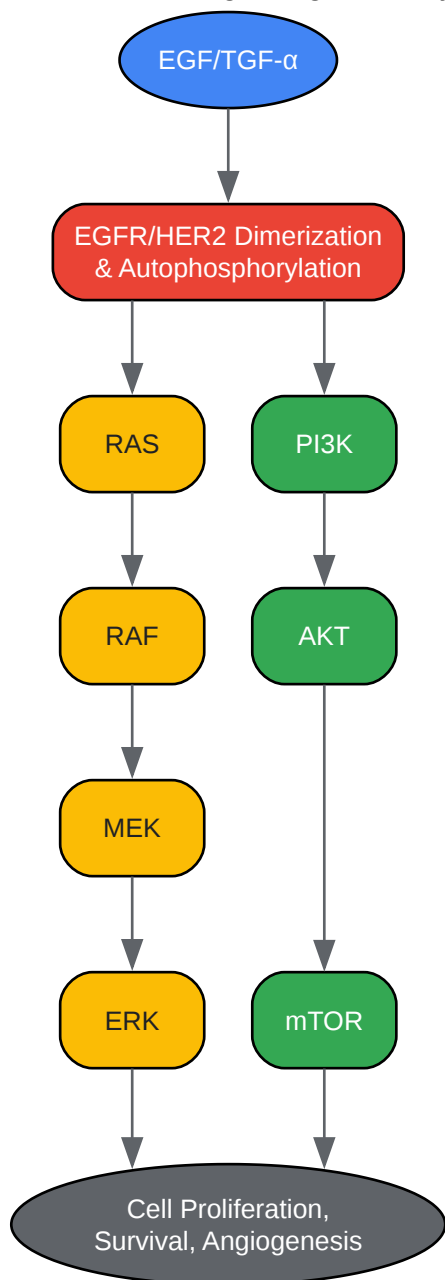 EGF/TGF-α
EGFR/HER2 Dimerization
& Autophosphorylation
RAS
PI3K
RAF
AKT
MEK
ERK
mTOR
Cell Proliferation,
Survival, Angiogenesis